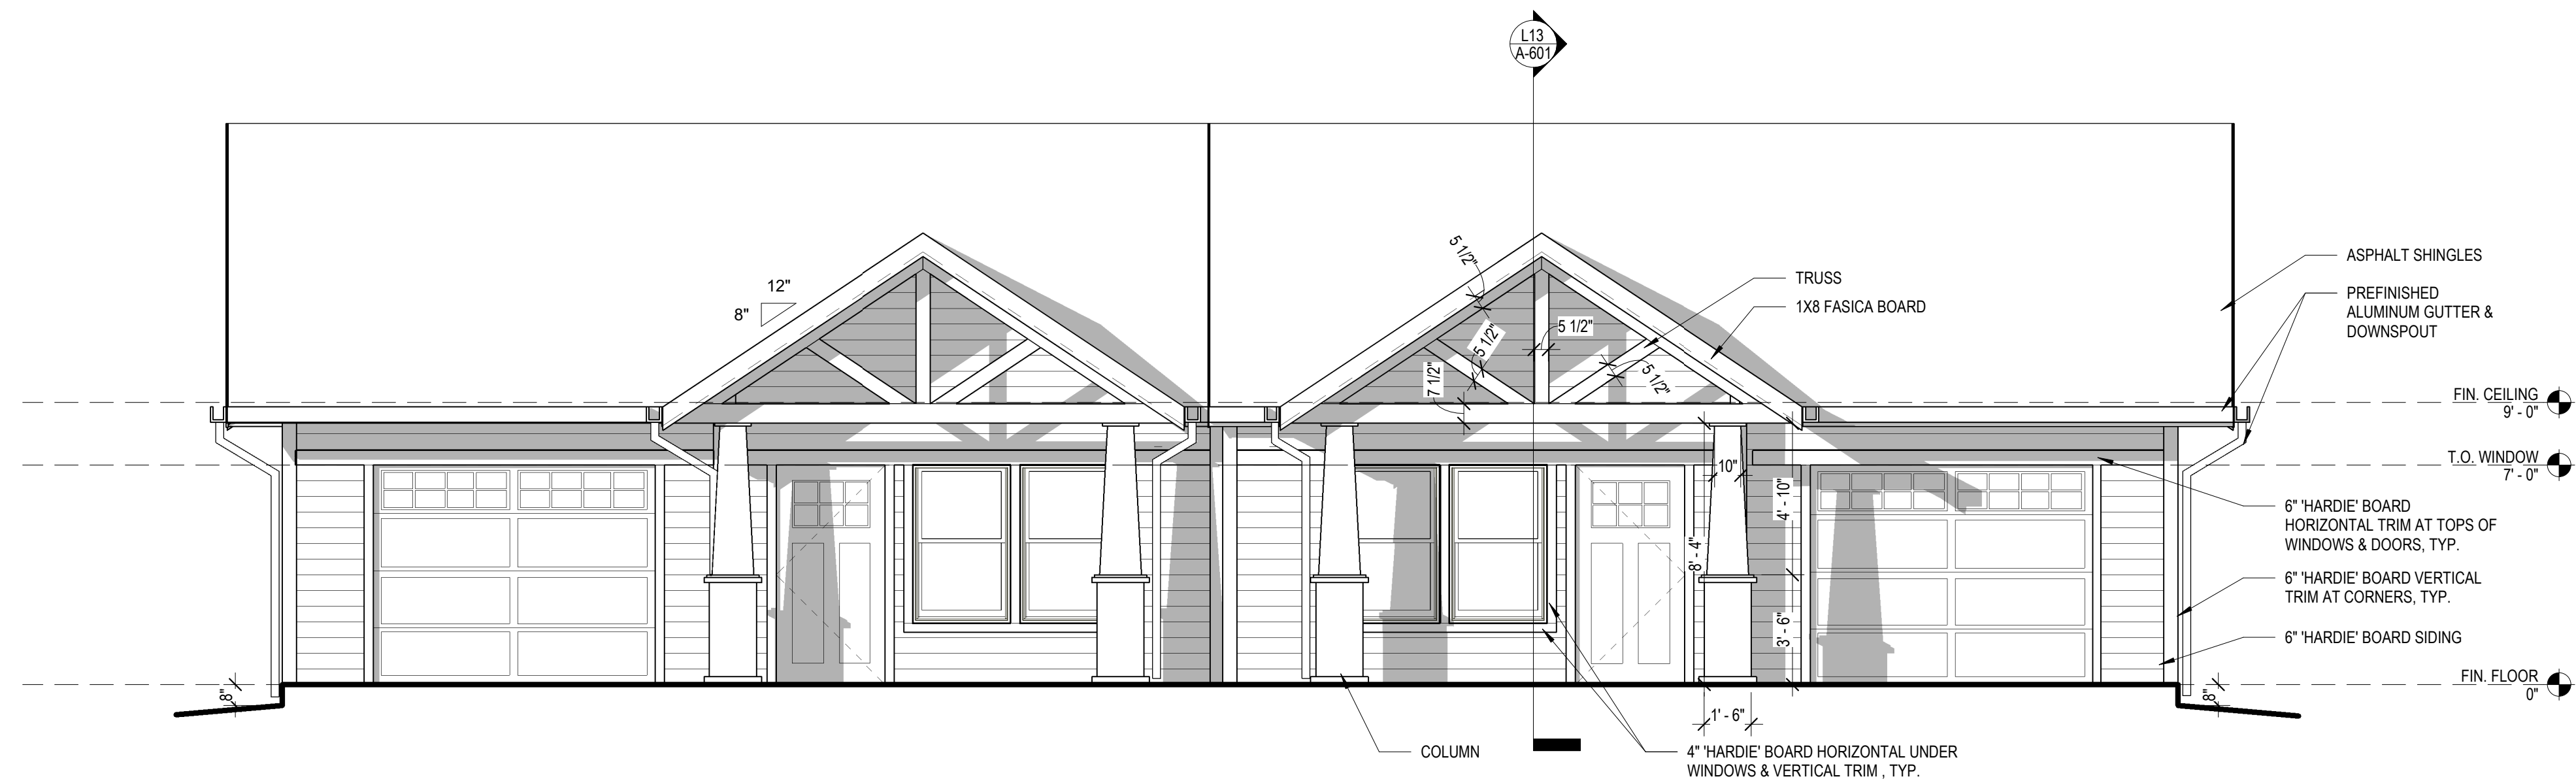 L13
A-601
12"
8"
5 1/2"
5 1/2"
5 1/2"
5 1/2"
7 1/2"
TRUSS
1X8 FASICA BOARD
ASPHALT SHINGLES
PREFINISHED
ALUMINUM GUTTER &
DOWNSPOUT
FIN. CEILING
9' - 0"
T.O. WINDOW
7' - 0"
10"
4' - 10"
8' - 4"
3' - 6"
6" 'HARDIE' BOARD
HORIZONTAL TRIM AT TOPS OF
WINDOWS & DOORS, TYP.
6" 'HARDIE' BOARD VERTICAL
TRIM AT CORNERS, TYP.
6" 'HARDIE' BOARD SIDING
FIN. FLOOR
0"
8"
8"
1' - 6"
COLUMN
4" 'HARDIE' BOARD HORIZONTAL UNDER
WINDOWS & VERTICAL TRIM , TYP.